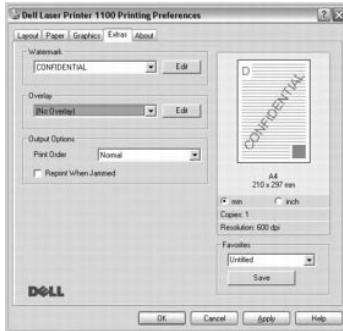 Dell Laser Printer 1100 Printing Preferences
Layout Paper Graphics Extras About
Watermark
CONFIDENTIAL
Edit
Overlay
(No Overlay)
Edit
Output Options
Print Order
Normal
Reprint When Jammed
D
CONFIDENTIAL
A4
210 x 297 mm
mm
inch
Copies: 1
Resolution: 600 dpi
Favorites
Untitled
Save
DELL
OK Cancel Apply Help